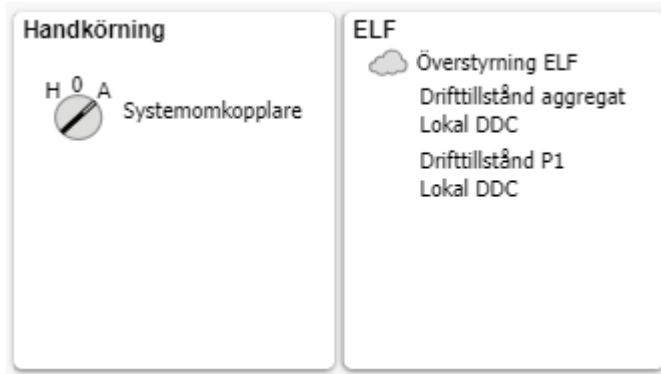 Handkörning
H 0 A
Systemomkopplare
ELF
Överstyrning ELF
Drifttillstånd aggregat
Lokal DDC
Drifttillstånd P1
Lokal DDC